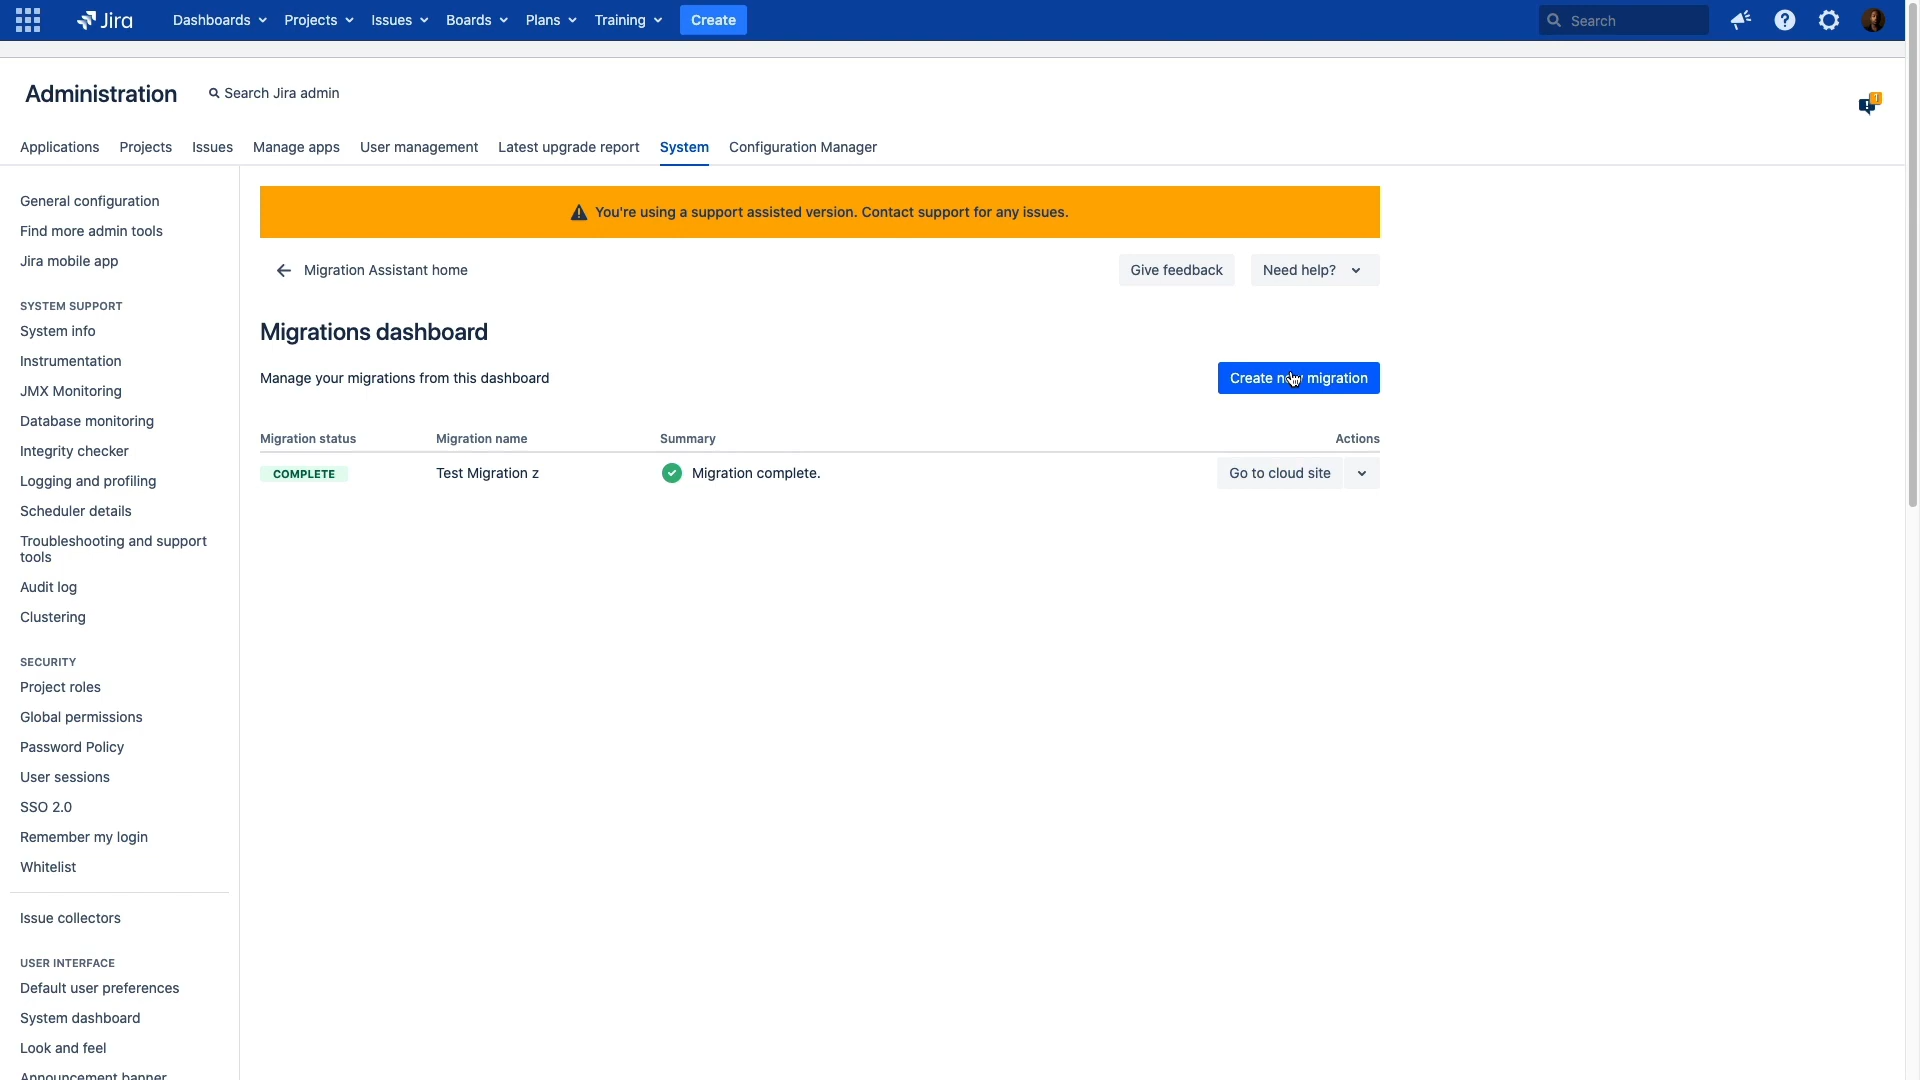 Jira
Dashboards
Projects
Issues
Boards
Plans
Training
Create
Search
Administration
Search Jira admin
Applications
Projects
Issues
Manage apps
User management
Latest upgrade report
System
Configuration Manager
General configuration
Find more admin tools
Jira mobile app
SYSTEM SUPPORT
System info
Instrumentation
JMX Monitoring
Database monitoring
Integrity checker
Logging and profiling
Scheduler details
Troubleshooting and support
tools
Audit log
Clustering
SECURITY
Project roles
Global permissions
Password Policy
User sessions
SSO 2.0
Remember my login
Whitelist
Issue collectors
USER INTERFACE
Default user preferences
System dashboard
Look and feel
Announcement banner
You're using a support assisted version. Contact support for any issues.
Migration Assistant home
Give feedback
Need help?
Migrations dashboard
Manage your migrations from this dashboard
Create new migration
Migration status
Migration name
Summary
Actions
COMPLETE
Test Migration z
Migration complete.
Go to cloud site